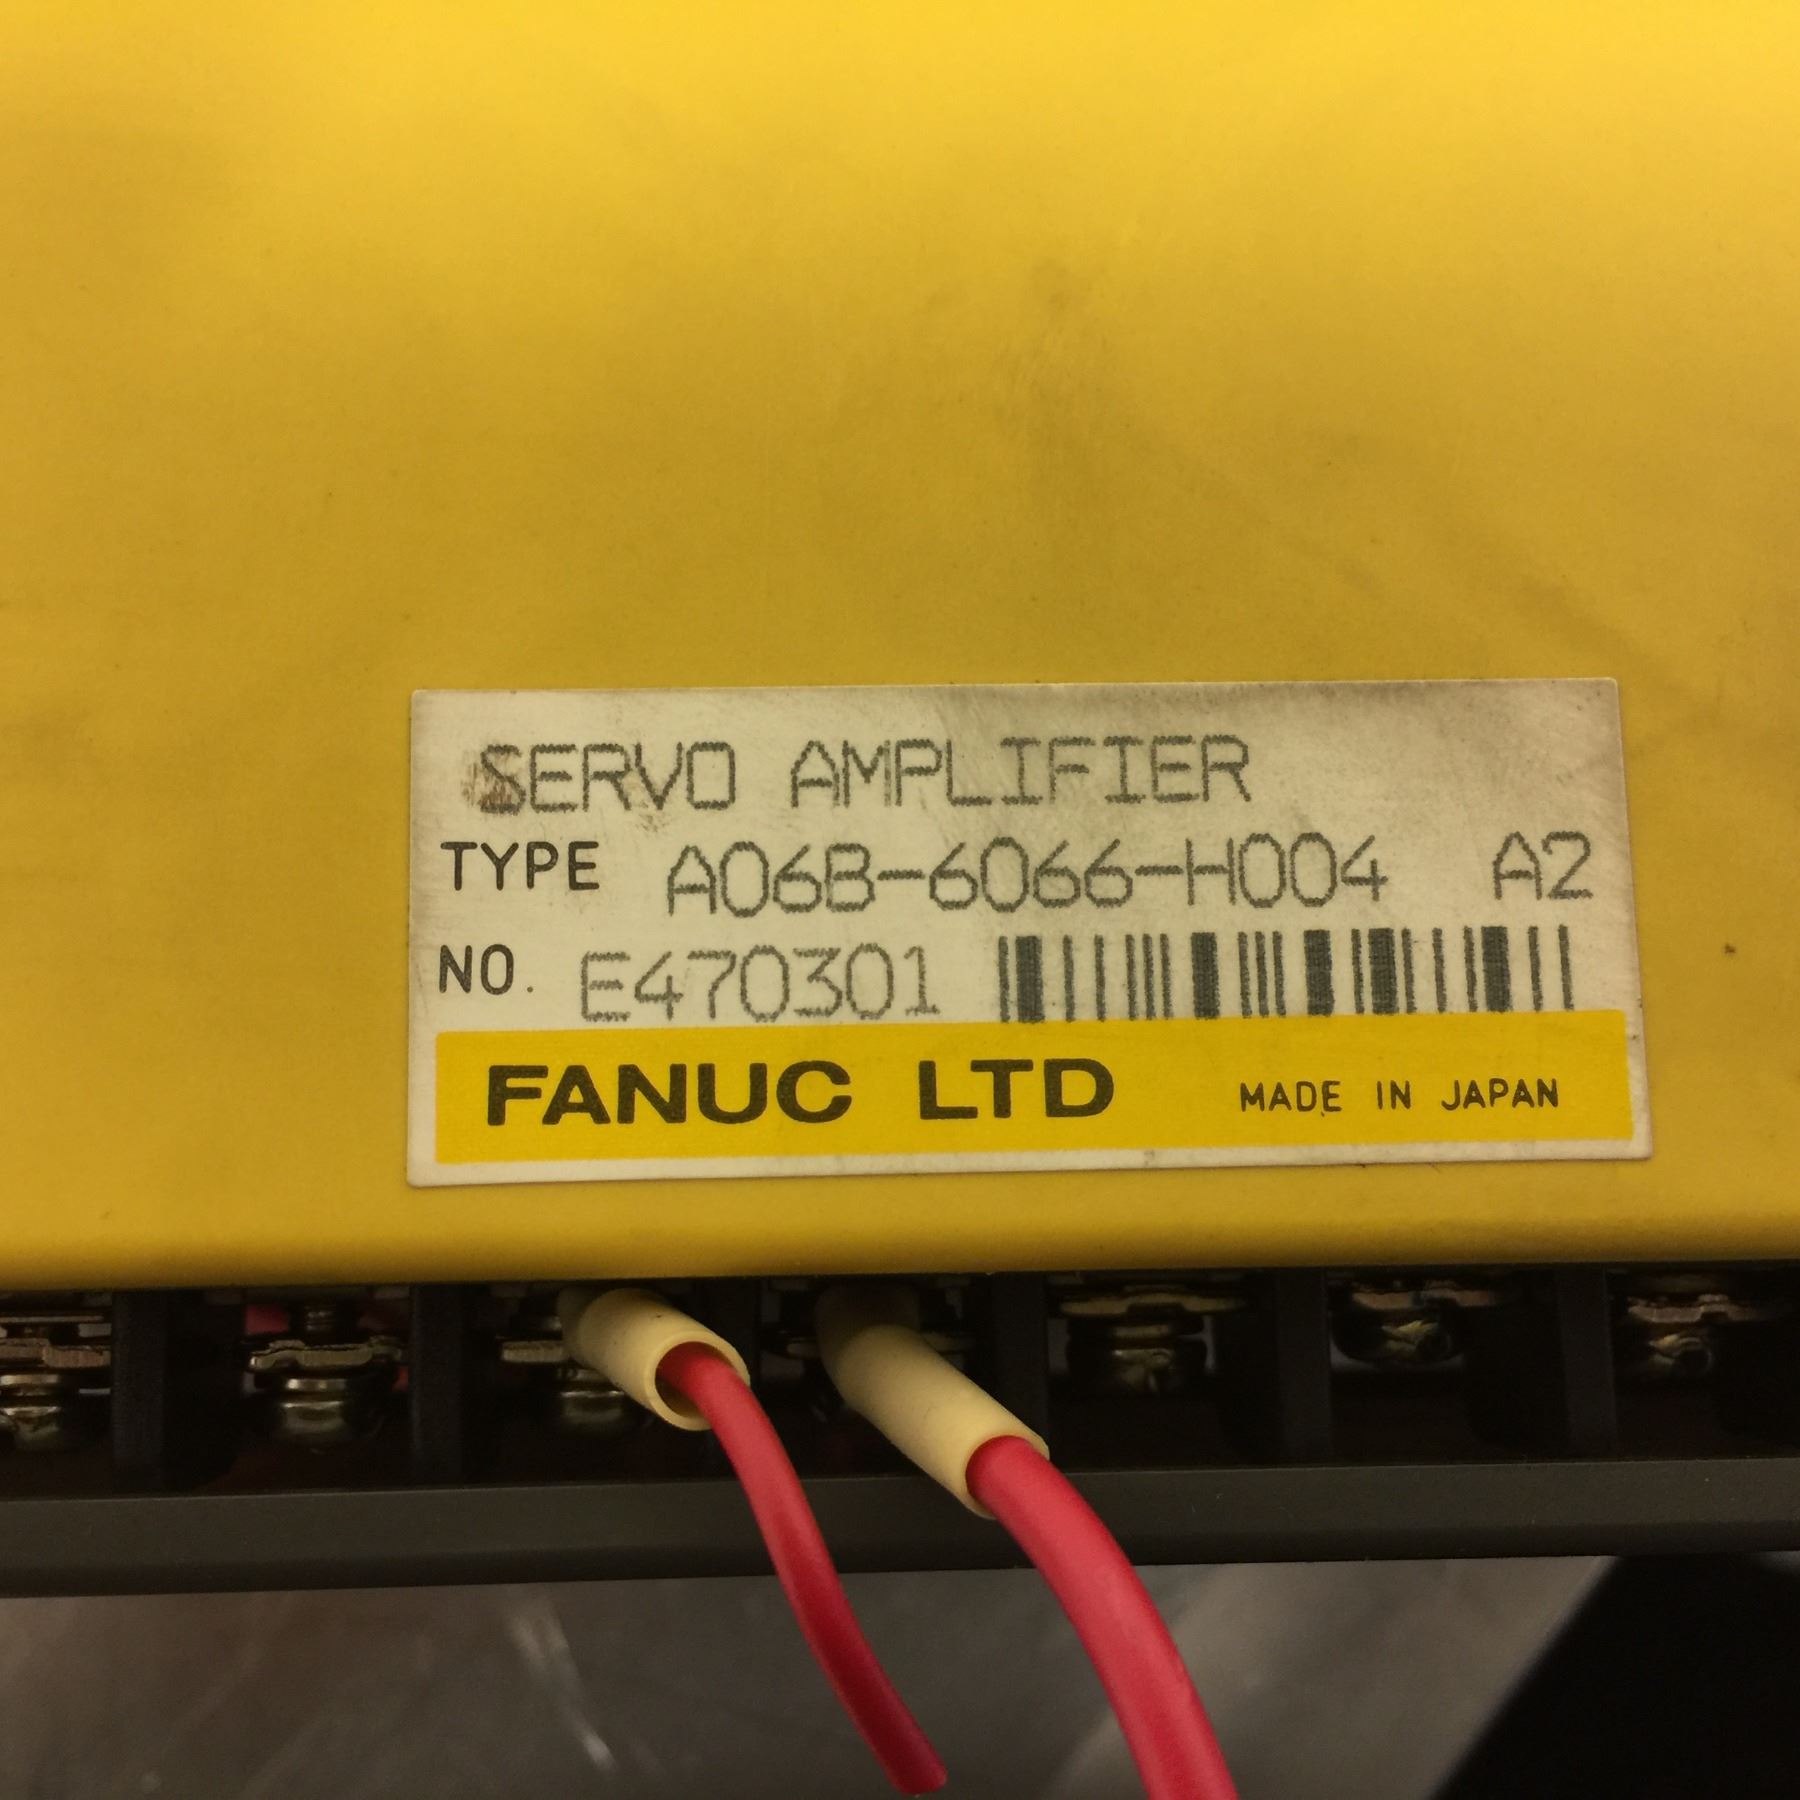 SERVO AMPLIFIER
TYPE A06B-6066-H004 A2
NO. E470301
FANUC LTD MADE IN JAPAN